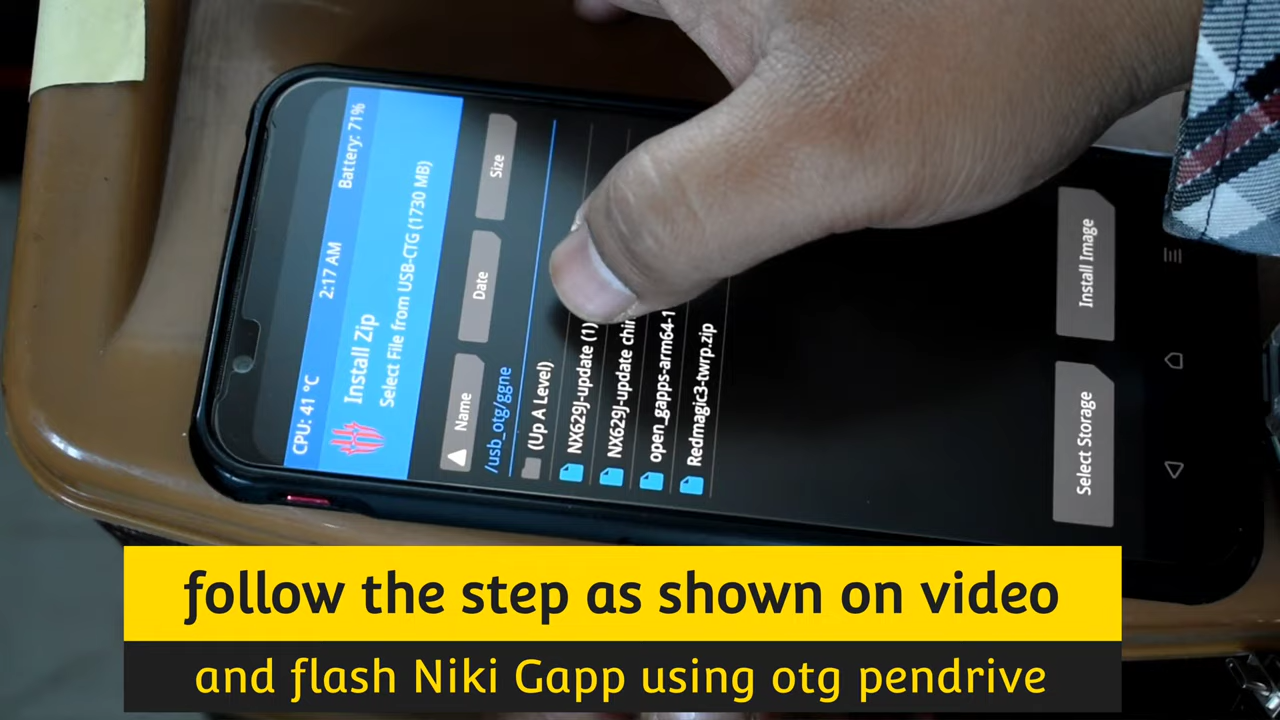 CPU: 41 °C 2:17 AM Battery: 71%
Install Zip
Select File from USB-OTG (1730 MB)
Name Date Size
/usb_otg/ggne
(Up A Level)
NX629J-update (1)
NX629J-update
open_gapps-arm64-1
Redmagic3-twrp.zip
Select Storage Install Image
follow the step as shown on video
and flash Niki Gapp using otg pendrive